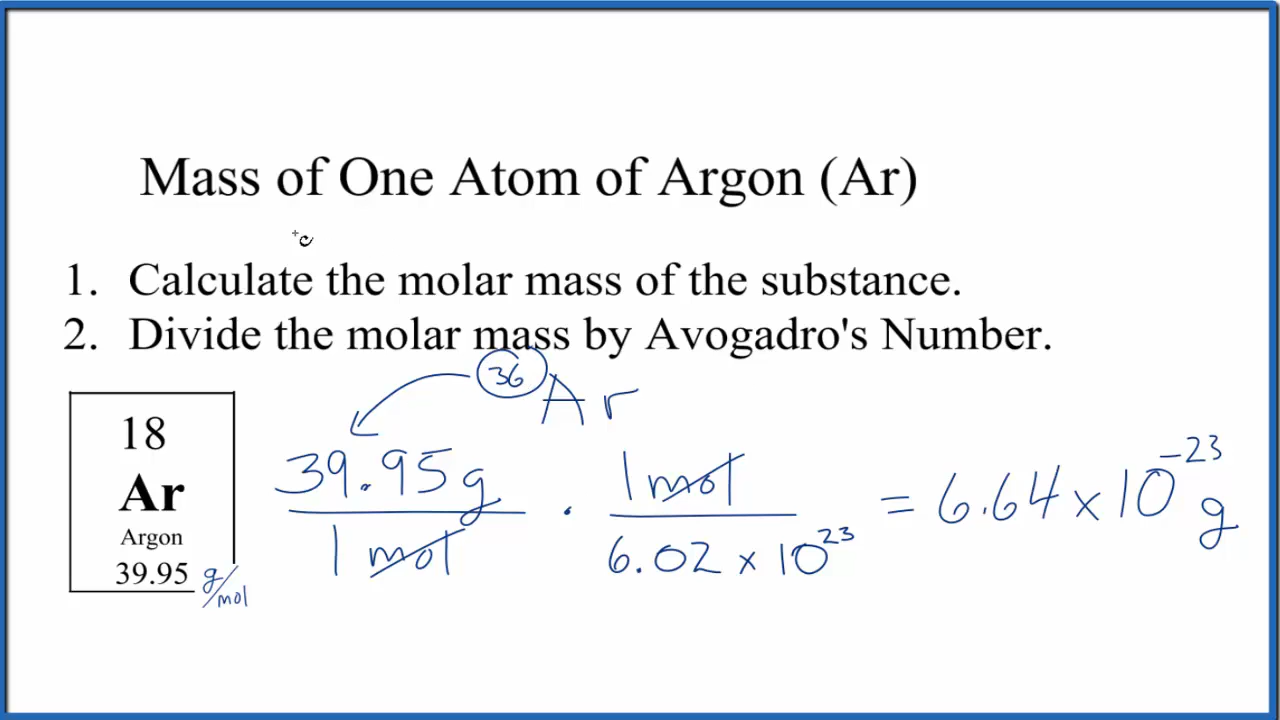 Mass of One Atom of Argon (Ar)
1. Calculate the molar mass of the substance.
2. Divide the molar mass by Avogadro's Number.
36 Ar
18
Ar
Argon
39.95 g/mol
39.95g / 1 mol · 1 mol / 6.02 x 10^23 = 6.64 x 10^-23 g